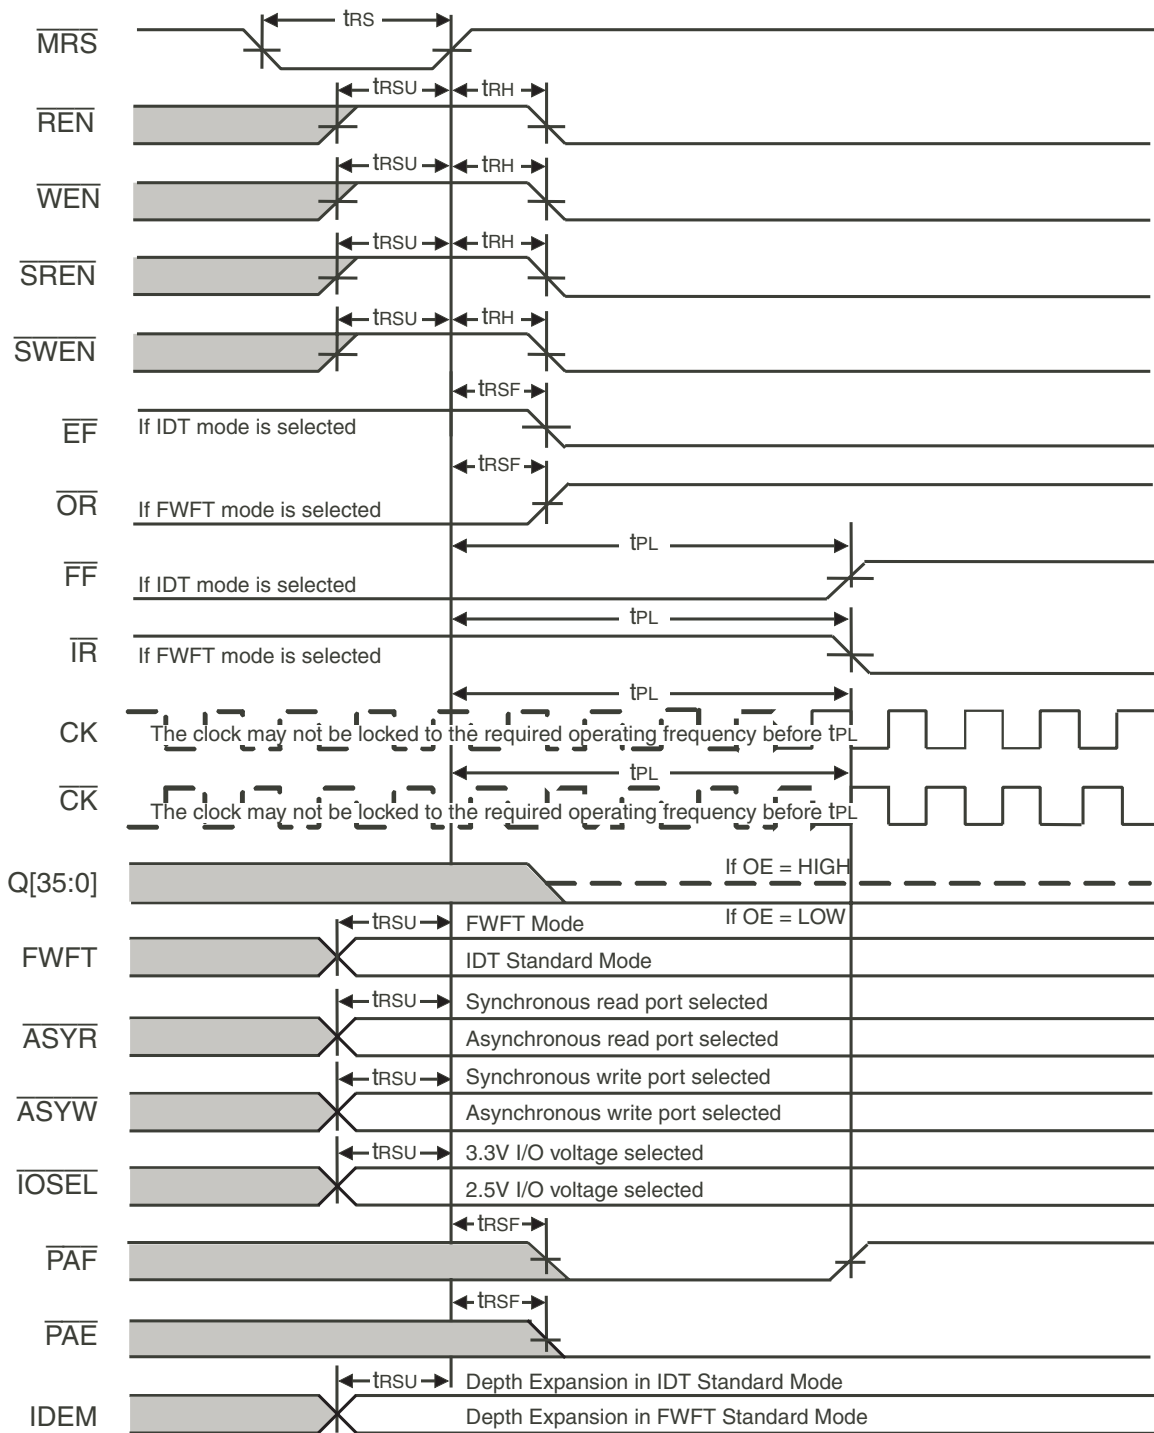 tRS
MRS
tRSU tRH
REN
tRSU tRH
WEN
tRSU tRH
SREN
tRSU tRH
SWEN
tRSF
EF If IDT mode is selected
tRSF
OR If FWFT mode is selected
tPL
FF If IDT mode is selected
tPL
IR If FWFT mode is selected
tPL
CK The clock may not be locked to the required operating frequency before tPL
tPL
CK The clock may not be locked to the required operating frequency before tPL
If OE = HIGH
Q[35:0]
If OE = LOW
tRSU FWFT Mode
FWFT IDT Standard Mode
tRSU Synchronous read port selected
ASYR Asynchronous read port selected
tRSU Synchronous write port selected
ASYW Asynchronous write port selected
tRSU 3.3V I/O voltage selected
IOSEL 2.5V I/O voltage selected
tRSF
PAF
tRSF
PAE
tRSU Depth Expansion in IDT Standard Mode
IDEM Depth Expansion in FWFT Standard Mode